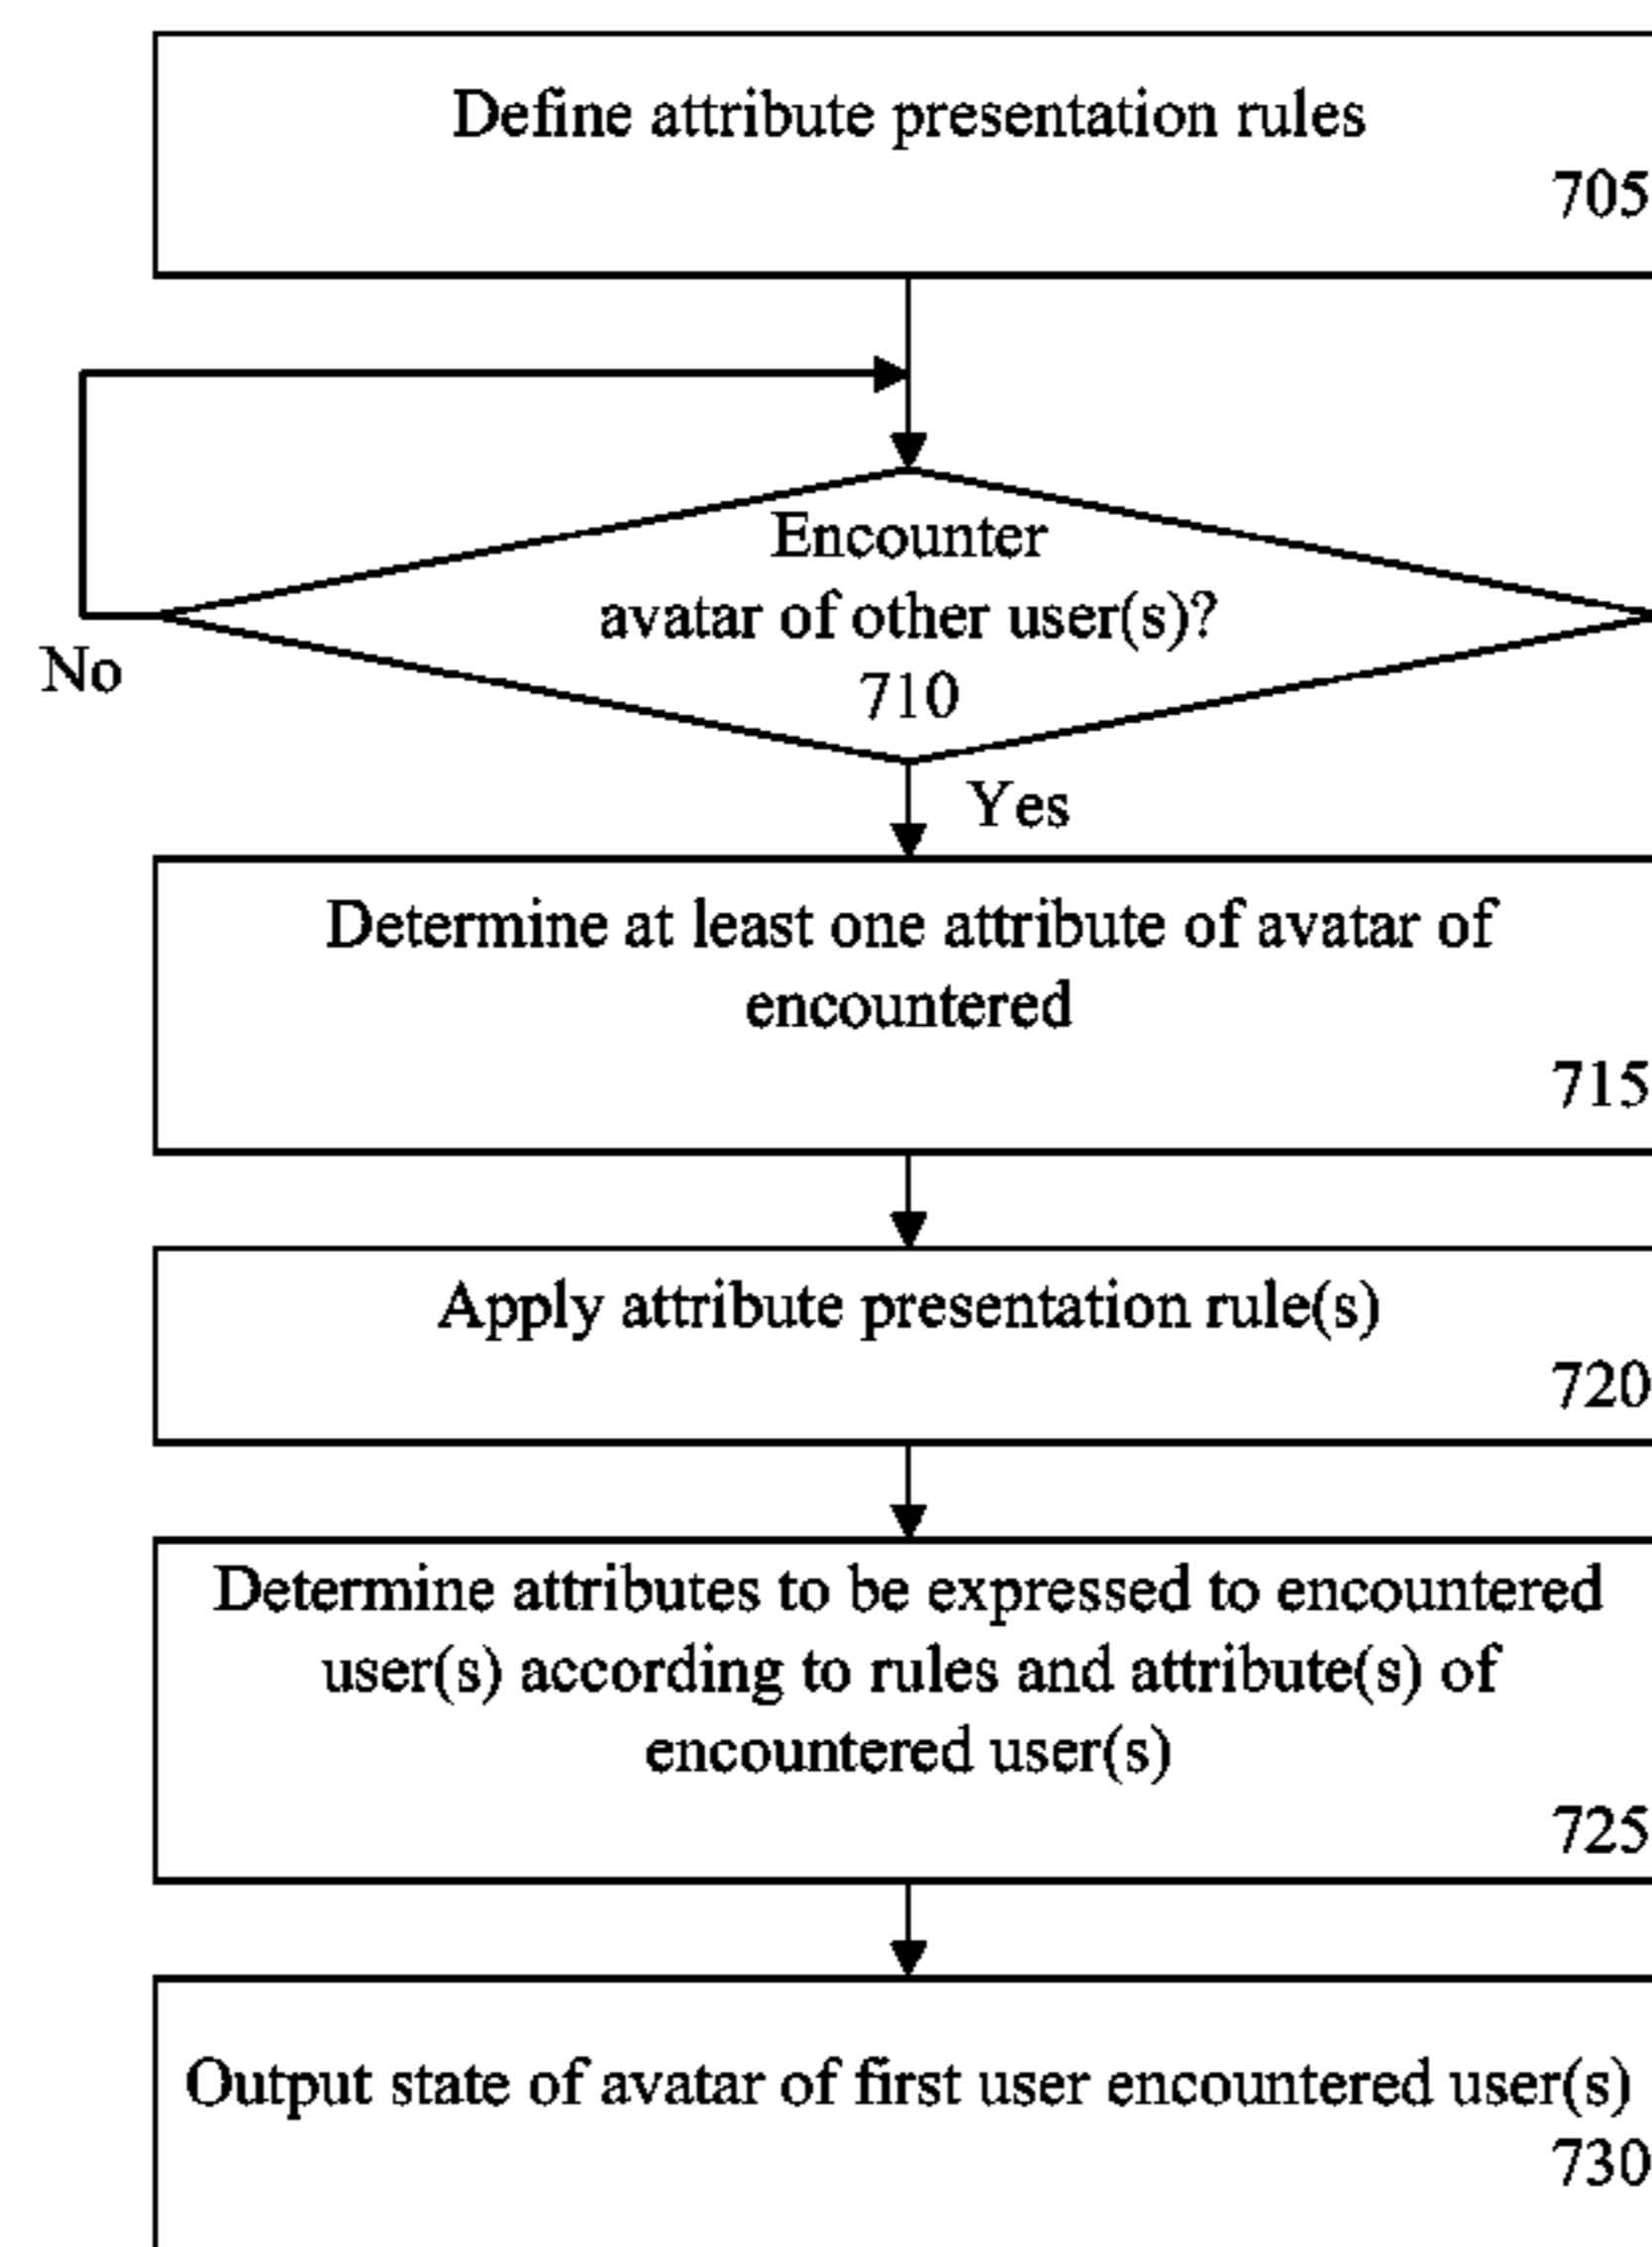 Define attribute presentation rules
705
Encounter
avatar of other user(s)?
710
No
Yes
Determine at least one attribute of avatar of
encountered
715
Apply attribute presentation rule(s)
720
Determine attributes to be expressed to encountered
user(s) according to rules and attribute(s) of
encountered user(s)
725
Output state of avatar of first user encountered user(s)
730